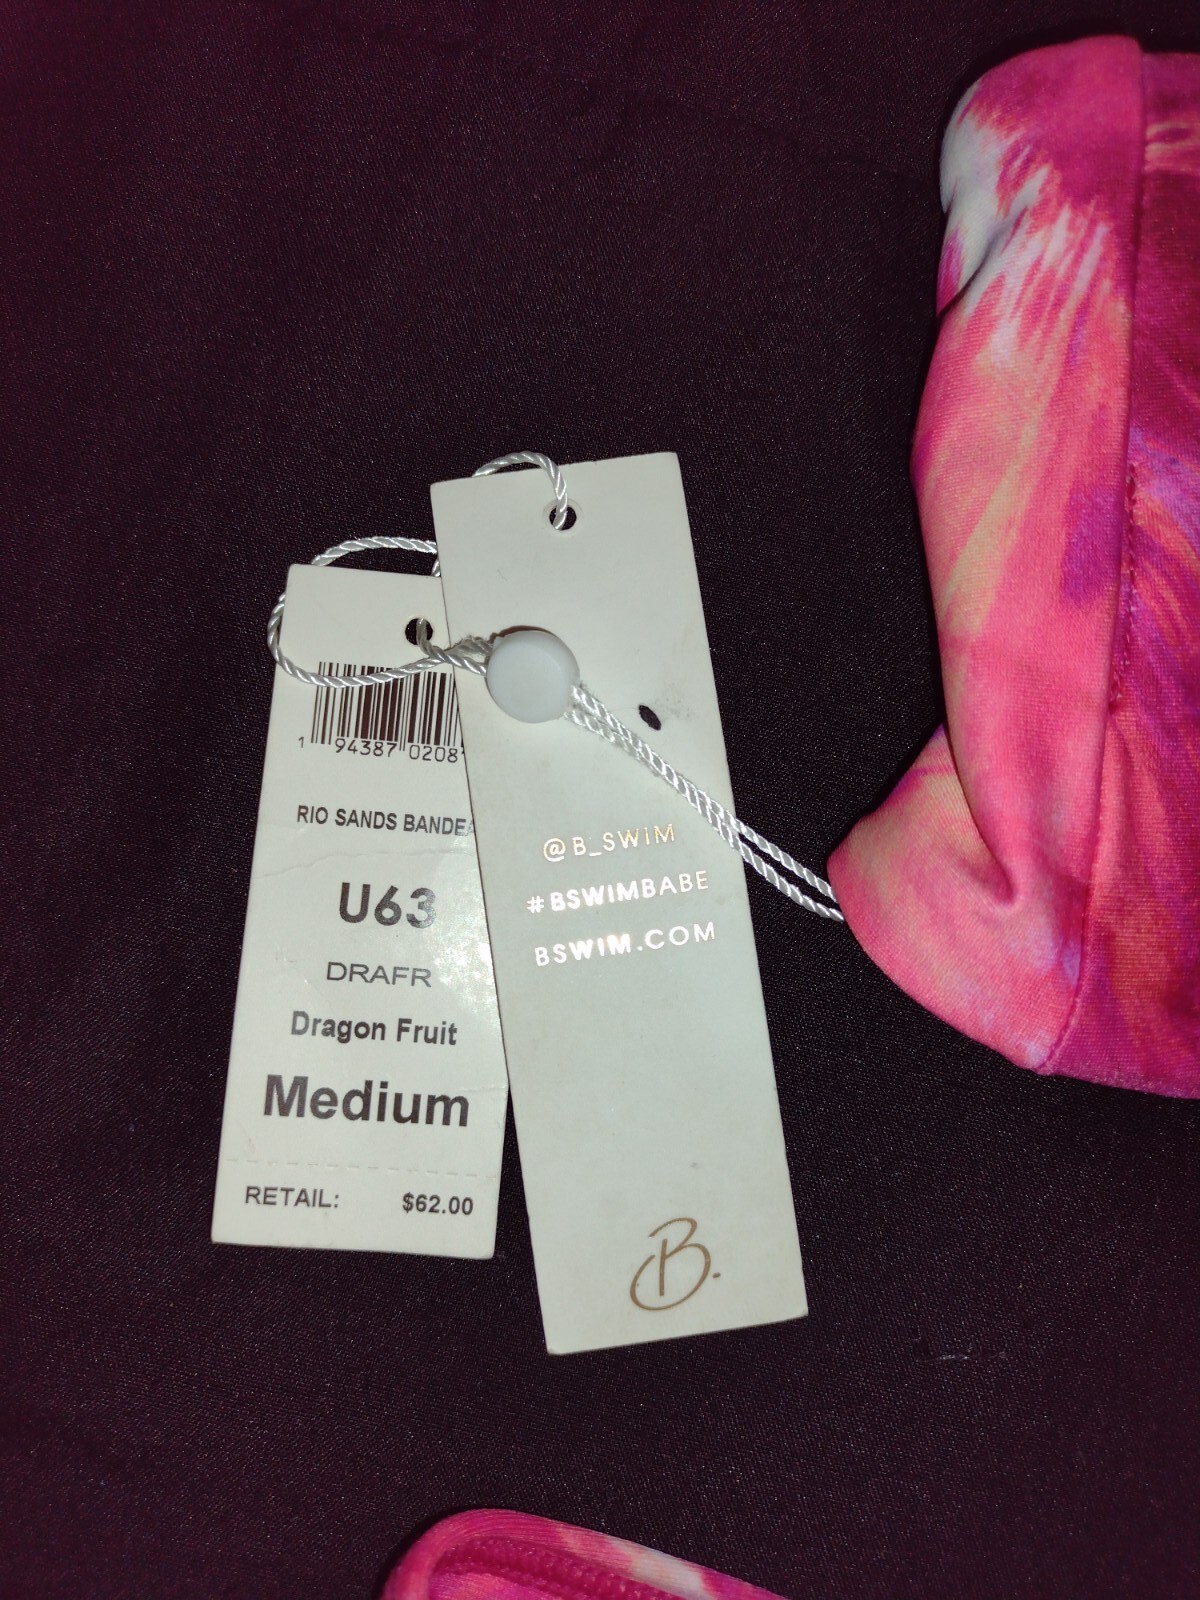 1 94387 0208
RIO SANDS BANDEA
U63
DRAFR
Dragon Fruit
Medium
RETAIL: $62.00
@B_SWIM
#BSWIMBABE
BSWIM.COM
B.